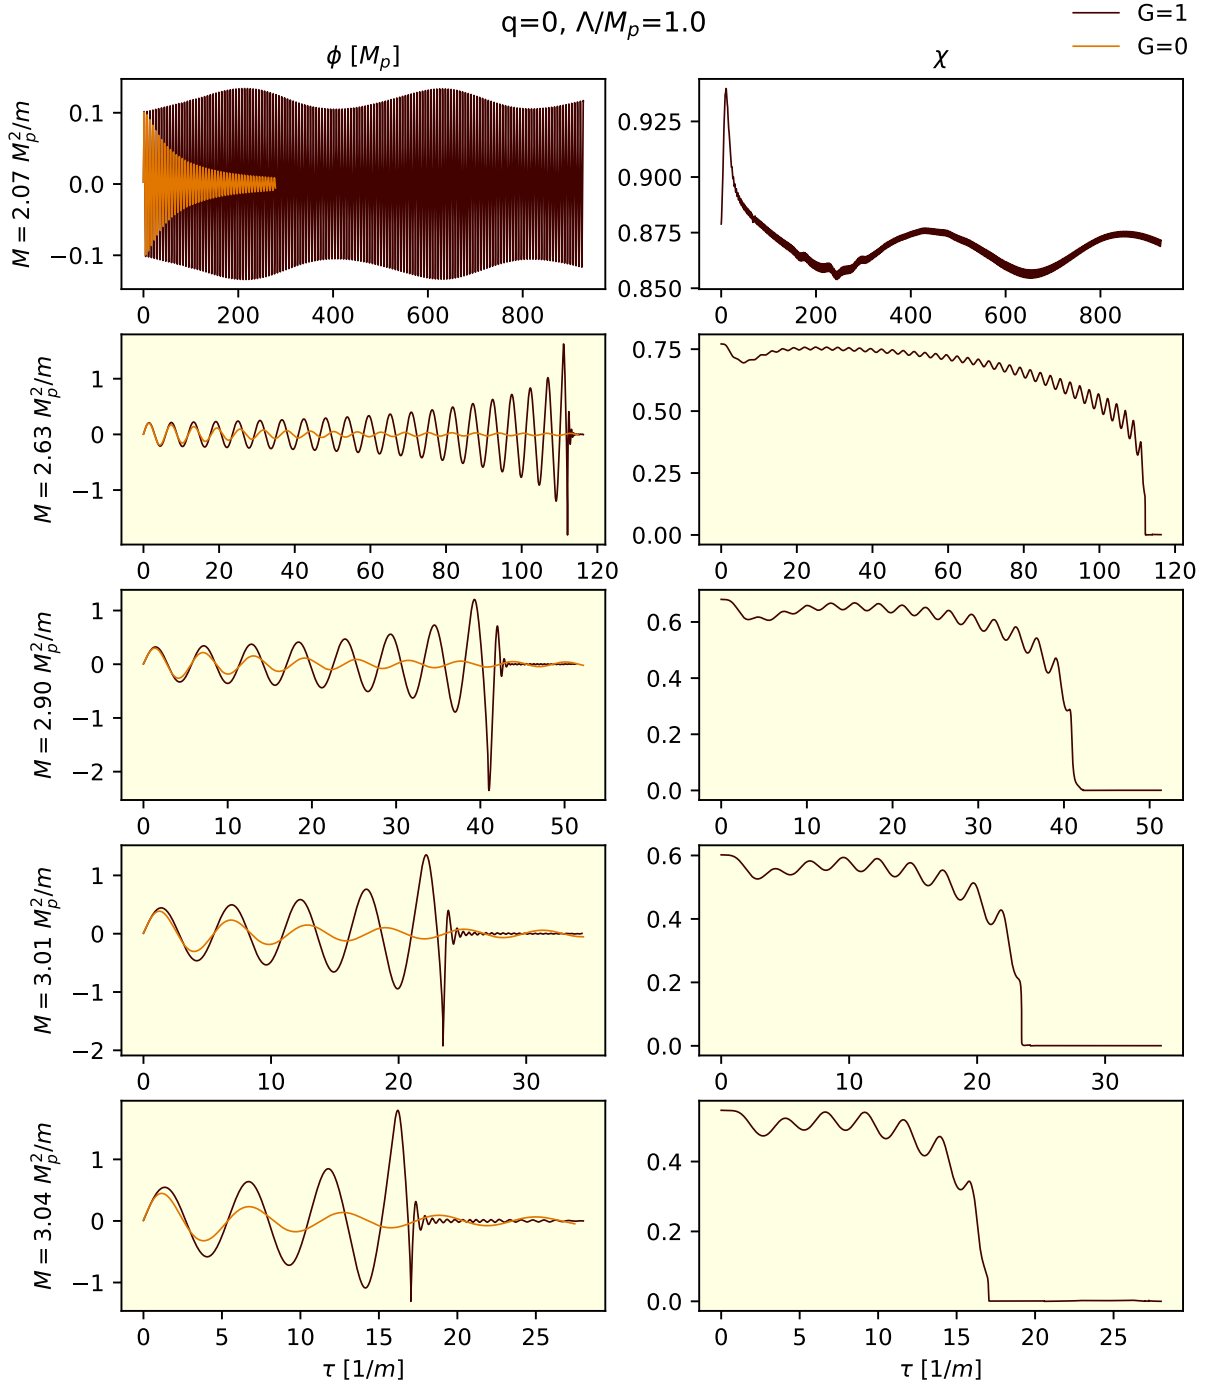 q=0, Λ/M_p=1.0
G=1
G=0
ϕ [M_p]
χ
M = 2.07 M_p^2/m
0.1
0.0
−0.1
0 200 400 600 800
0.925
0.900
0.875
0.850
0 200 400 600 800
M = 2.63 M_p^2/m
1
0
−1
0 20 40 60 80 100 120
0.75
0.50
0.25
0.00
0 20 40 60 80 100 120
M = 2.90 M_p^2/m
1
0
−1
−2
0 10 20 30 40 50
0.6
0.4
0.2
0.0
0 10 20 30 40 50
M = 3.01 M_p^2/m
1
0
−1
−2
0 10 20 30
0.6
0.4
0.2
0.0
0 10 20 30
M = 3.04 M_p^2/m
1
0
−1
0 5 10 15 20 25
τ [1/m]
0.4
0.2
0.0
0 5 10 15 20 25
τ [1/m]